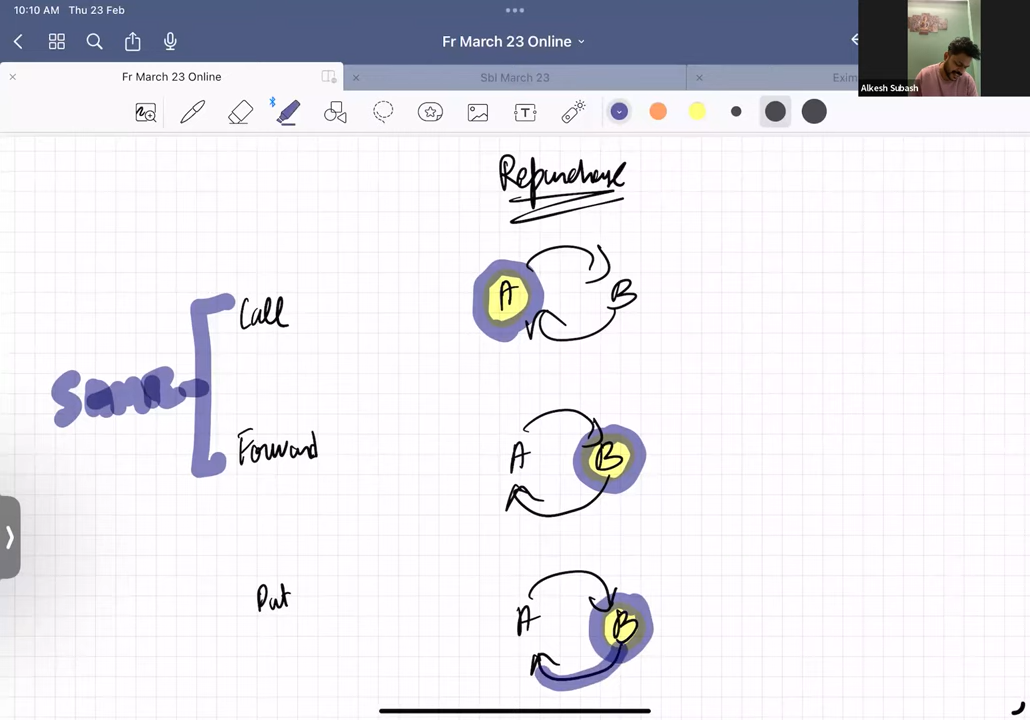 10:10 AM Thu 23 Feb
Fr March 23 Online
Alkesh Subash
Fr March 23 Online
Sbi March 23
Exim
Repurchase
A B
Call
same
A B
Forward
A B
Put